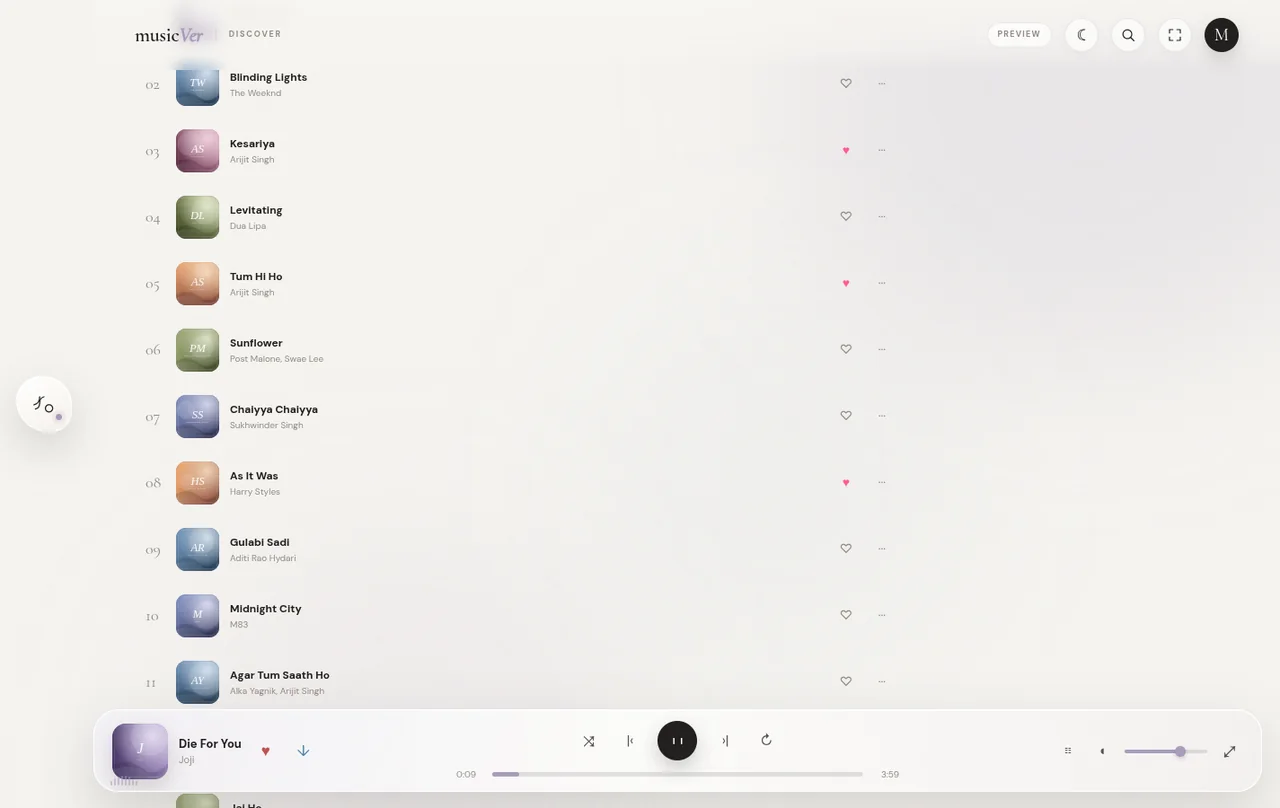 musicVer
DISCOVER
PREVIEW
M
02
TW
Blinding Lights
The Weeknd
03
AS
Kesariya
Arijit Singh
04
DL
Levitating
Dua Lipa
05
AS
Tum Hi Ho
Arijit Singh
06
PM
Sunflower
Post Malone, Swae Lee
07
SS
Chaiyya Chaiyya
Sukhwinder Singh
08
HS
As It Was
Harry Styles
09
AR
Gulabi Sadi
Aditi Rao Hydari
10
M
Midnight City
M83
11
AY
Agar Tum Saath Ho
Alka Yagnik, Arijit Singh
J
Die For You
Joji
0:09
3:59
Jai Ho